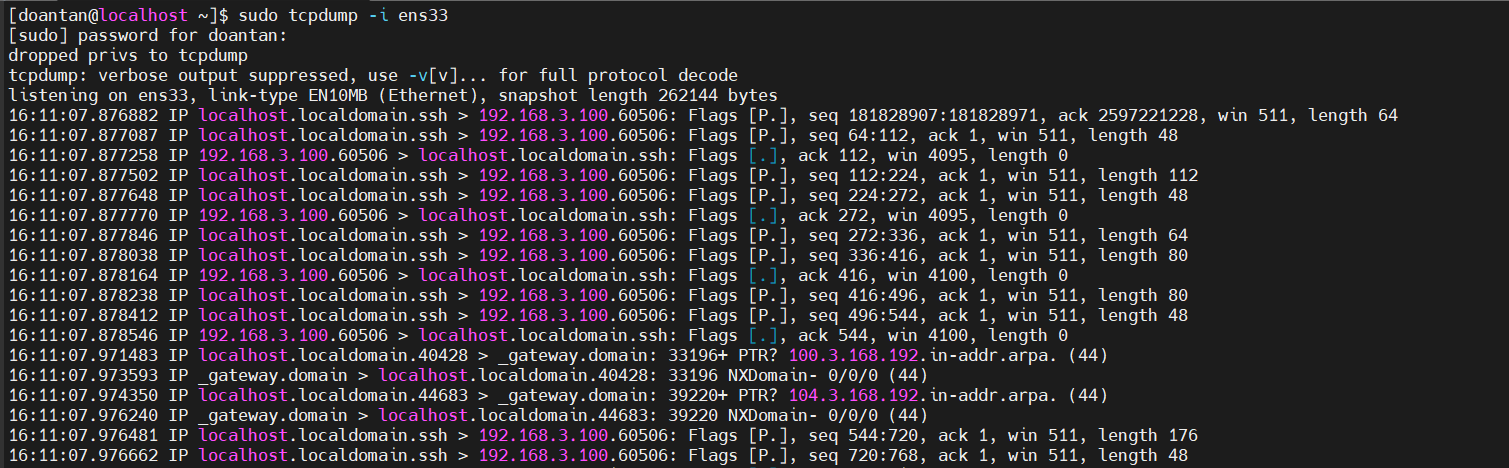 [doantan@localhost ~]$ sudo tcpdump -i ens33
[sudo] password for doantan:
dropped privs to tcpdump
tcpdump: verbose output suppressed, use -v[v]... for full protocol decode
listening on ens33, link-type EN10MB (Ethernet), snapshot length 262144 bytes
16:11:07.876882 IP localhost.localdomain.ssh > 192.168.3.100.60506: Flags [P.], seq 181828907:181828971, ack 2597221228, win 511, length 64
16:11:07.877087 IP localhost.localdomain.ssh > 192.168.3.100.60506: Flags [P.], seq 64:112, ack 1, win 511, length 48
16:11:07.877258 IP 192.168.3.100.60506 > localhost.localdomain.ssh: Flags [.], ack 112, win 4095, length 0
16:11:07.877502 IP localhost.localdomain.ssh > 192.168.3.100.60506: Flags [P.], seq 112:224, ack 1, win 511, length 112
16:11:07.877648 IP localhost.localdomain.ssh > 192.168.3.100.60506: Flags [P.], seq 224:272, ack 1, win 511, length 48
16:11:07.877770 IP 192.168.3.100.60506 > localhost.localdomain.ssh: Flags [.], ack 272, win 4095, length 0
16:11:07.877846 IP localhost.localdomain.ssh > 192.168.3.100.60506: Flags [P.], seq 272:336, ack 1, win 511, length 64
16:11:07.878038 IP localhost.localdomain.ssh > 192.168.3.100.60506: Flags [P.], seq 336:416, ack 1, win 511, length 80
16:11:07.878164 IP 192.168.3.100.60506 > localhost.localdomain.ssh: Flags [.], ack 416, win 4100, length 0
16:11:07.878238 IP localhost.localdomain.ssh > 192.168.3.100.60506: Flags [P.], seq 416:496, ack 1, win 511, length 80
16:11:07.878412 IP localhost.localdomain.ssh > 192.168.3.100.60506: Flags [P.], seq 496:544, ack 1, win 511, length 48
16:11:07.878546 IP 192.168.3.100.60506 > localhost.localdomain.ssh: Flags [.], ack 544, win 4100, length 0
16:11:07.971483 IP localhost.localdomain.40428 > _gateway.domain: 33196+ PTR? 100.3.168.192.in-addr.arpa. (44)
16:11:07.973593 IP _gateway.domain > localhost.localdomain.40428: 33196 NXDomain- 0/0/0 (44)
16:11:07.974350 IP localhost.localdomain.44683 > _gateway.domain: 39220+ PTR? 104.3.168.192.in-addr.arpa. (44)
16:11:07.976240 IP _gateway.domain > localhost.localdomain.44683: 39220 NXDomain- 0/0/0 (44)
16:11:07.976481 IP localhost.localdomain.ssh > 192.168.3.100.60506: Flags [P.], seq 544:720, ack 1, win 511, length 176
16:11:07.976662 IP localhost.localdomain.ssh > 192.168.3.100.60506: Flags [P.], seq 720:768, ack 1, win 511, length 48